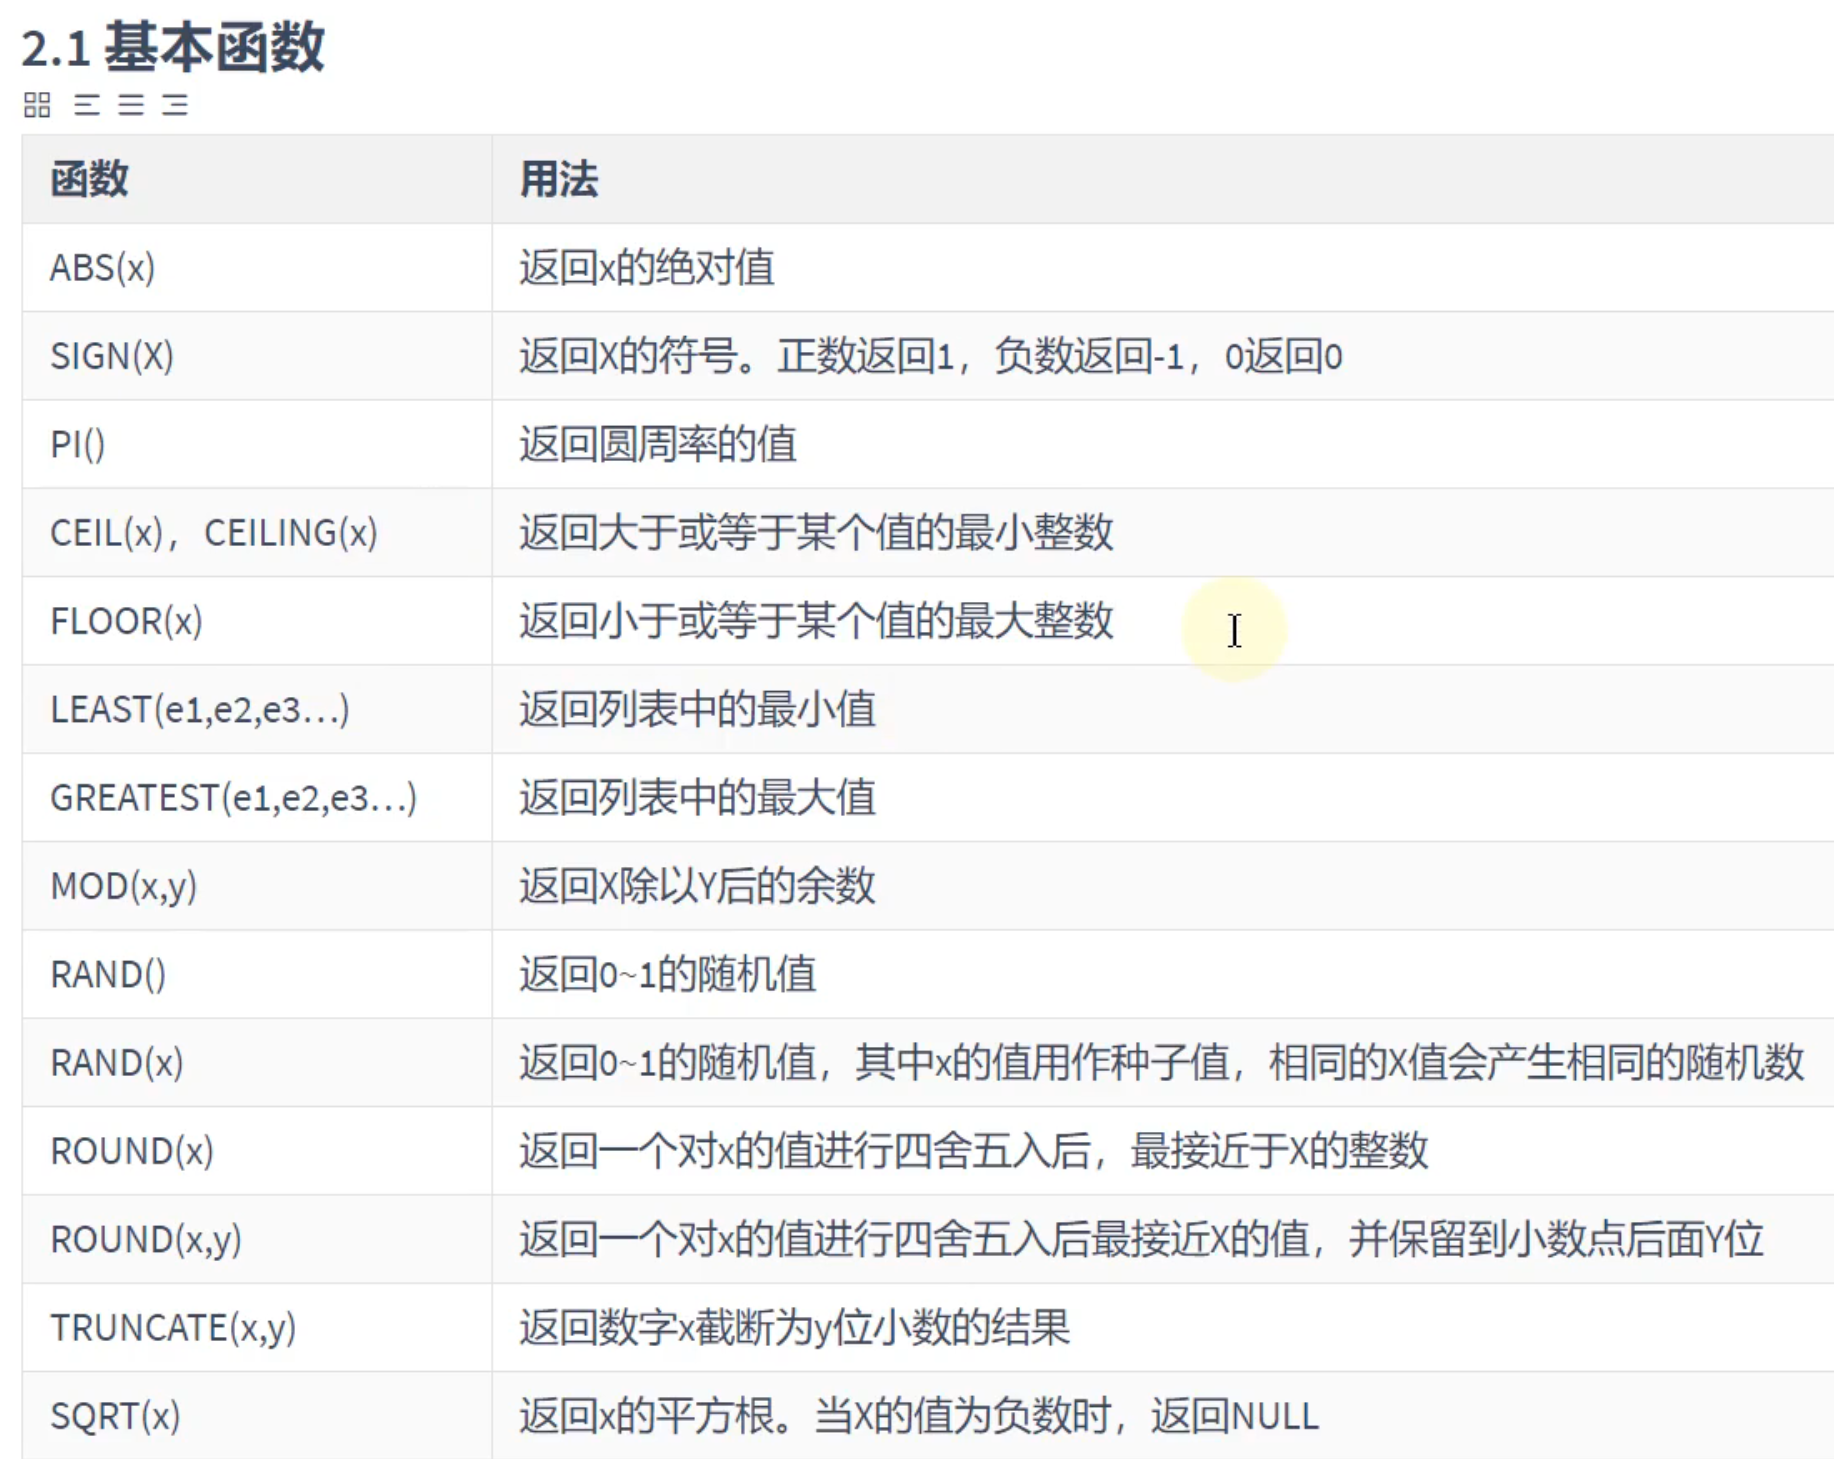 2.1 基本函数
函数 用法
ABS(x) 返回x的绝对值
SIGN(X) 返回X的符号。正数返回1，负数返回-1，0返回0
PI() 返回圆周率的值
CEIL(x)，CEILING(x) 返回大于或等于某个值的最小整数
FLOOR(x) 返回小于或等于某个值的最大整数
LEAST(e1,e2,e3…) 返回列表中的最小值
GREATEST(e1,e2,e3…) 返回列表中的最大值
MOD(x,y) 返回X除以Y后的余数
RAND() 返回0~1的随机值
RAND(x) 返回0~1的随机值，其中x的值用作种子值，相同的X值会产生相同的随机数
ROUND(x) 返回一个对x的值进行四舍五入后，最接近于X的整数
ROUND(x,y) 返回一个对x的值进行四舍五入后最接近X的值，并保留到小数点后面Y位
TRUNCATE(x,y) 返回数字x截断为y位小数的结果
SQRT(x) 返回x的平方根。当X的值为负数时，返回NULL